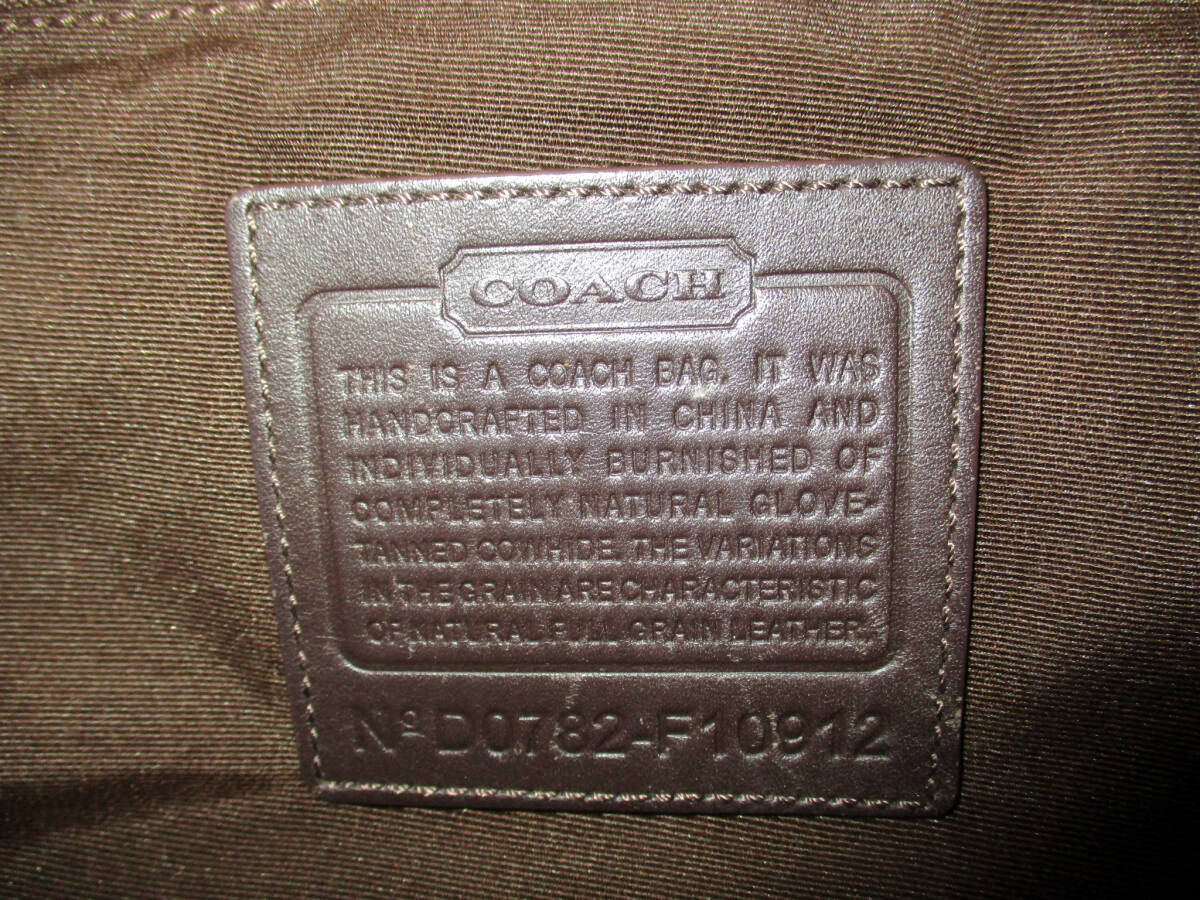 COACH
THIS IS A COACH BAG. IT WAS
HANDCRAFTED IN CHINA AND
INDIVIDUALLY BURNISHED OF
COMPLETELY NATURAL GLOVE-
TANNED COWHIDE. THE VARIATIONS
IN THE GRAIN ARE CHARACTERISTIC
OF NATURAL FULL GRAIN LEATHER.
Nº D0782-F10912